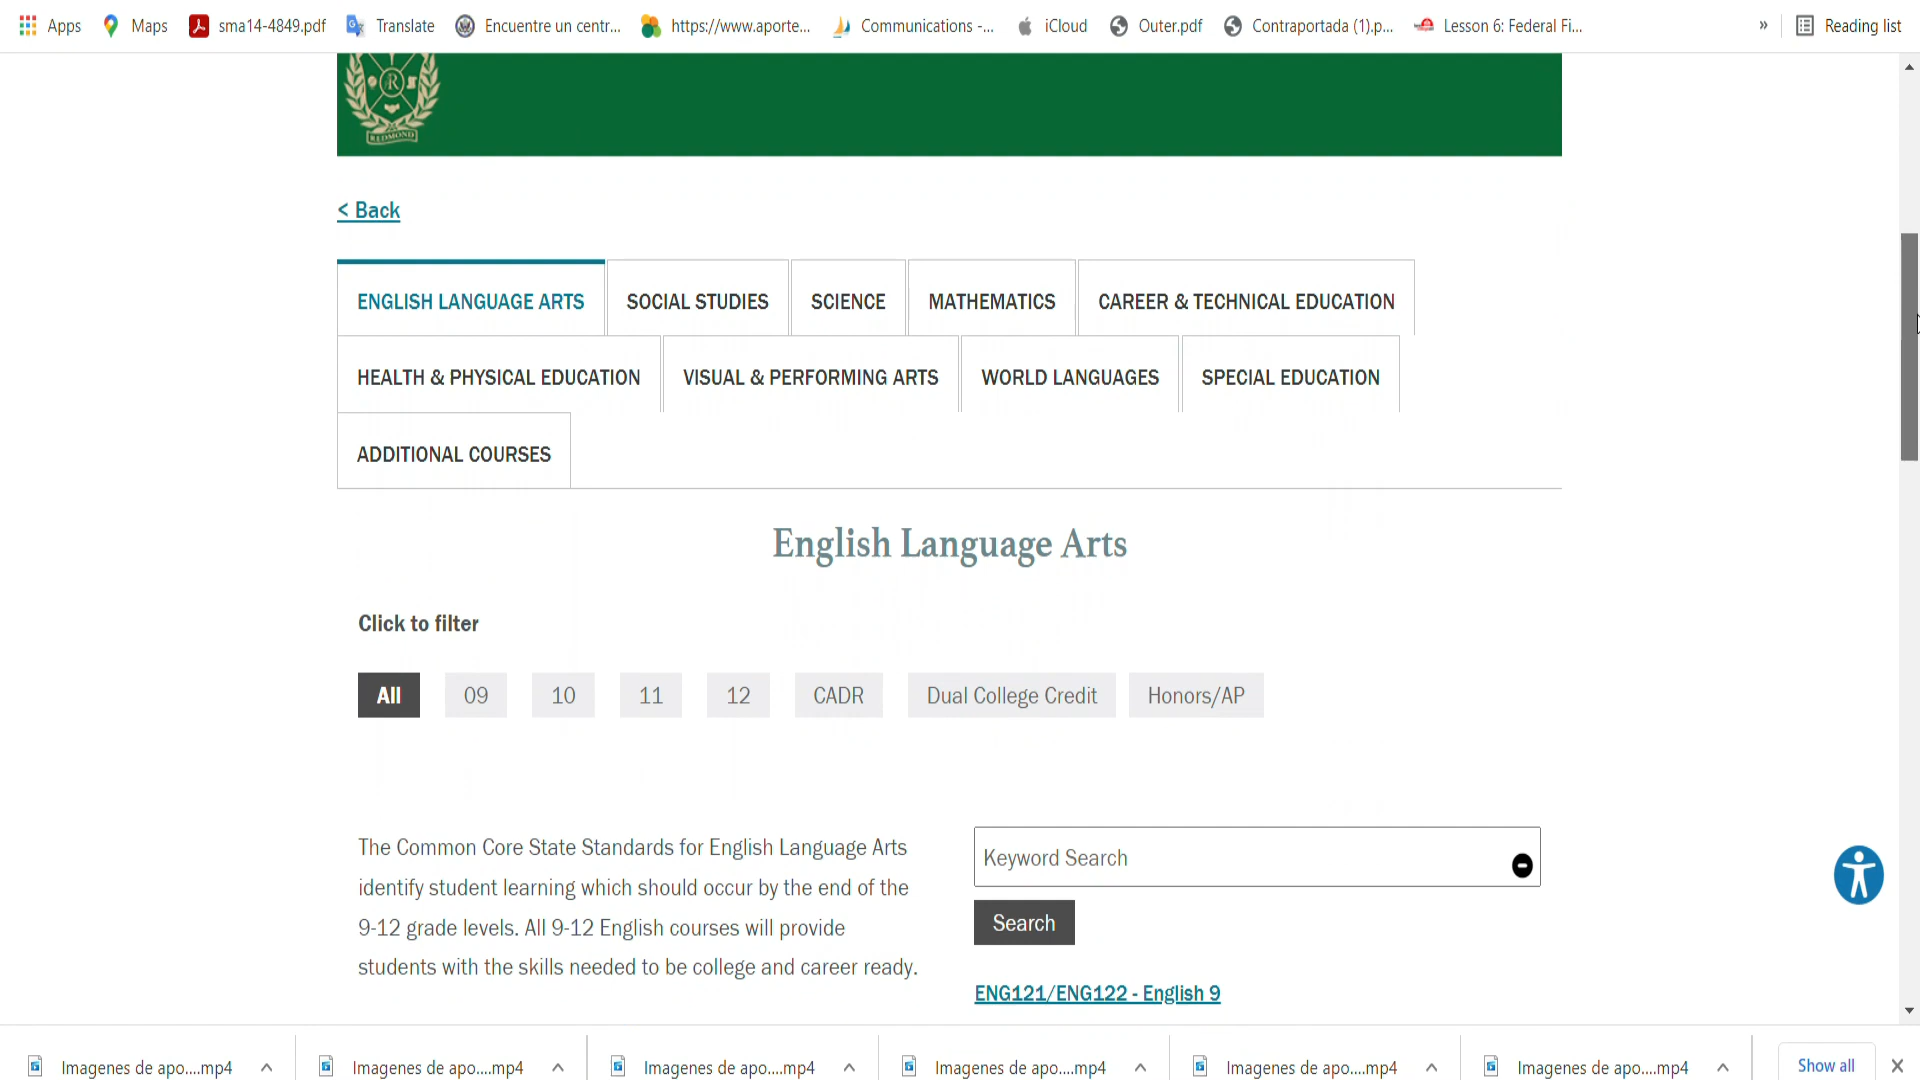 Apps Maps sma14-4849.pdf Translate Encuentre un centr... https://www.aporte... Communications -... iCloud Outer.pdf Contraportada (1).p... Lesson 6: Federal Fi... » Reading list
R
REDMOND
< Back
ENGLISH LANGUAGE ARTS SOCIAL STUDIES SCIENCE MATHEMATICS CAREER & TECHNICAL EDUCATION
HEALTH & PHYSICAL EDUCATION VISUAL & PERFORMING ARTS WORLD LANGUAGES SPECIAL EDUCATION
ADDITIONAL COURSES
English Language Arts
Click to filter
All 09 10 11 12 CADR Dual College Credit Honors/AP
The Common Core State Standards for English Language Arts
identify student learning which should occur by the end of the
9-12 grade levels. All 9-12 English courses will provide
students with the skills needed to be college and career ready.
Keyword Search
Search
ENG121/ENG122 - English 9
Imagenes de apo....mp4 Imagenes de apo....mp4 Imagenes de apo....mp4 Imagenes de apo....mp4 Imagenes de apo....mp4 Imagenes de apo....mp4 Show all